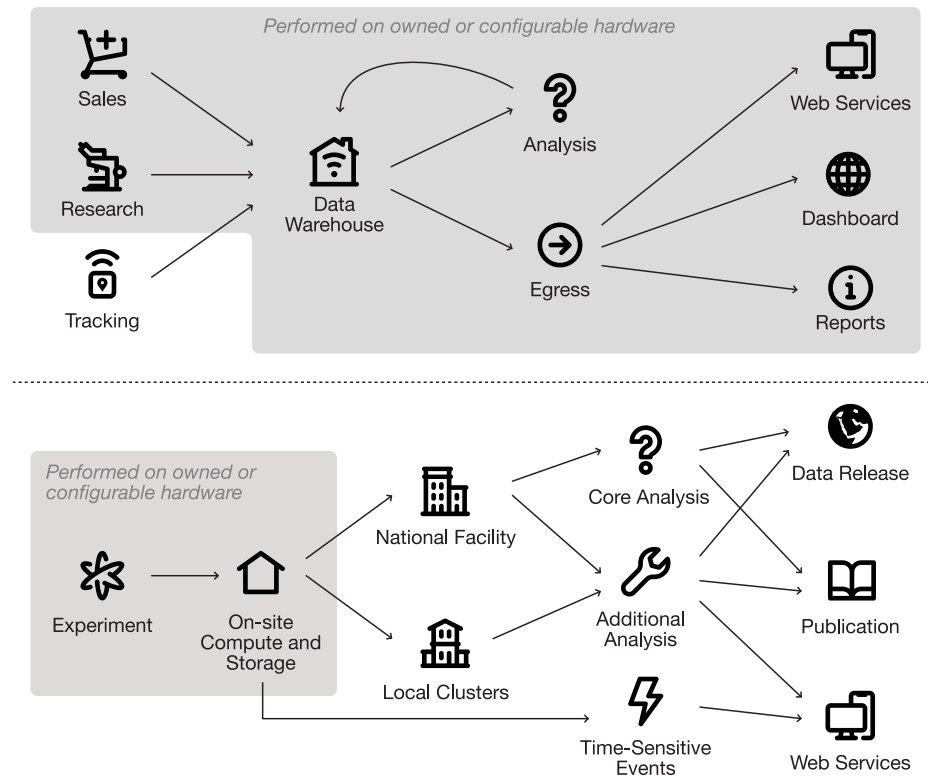 Performed on owned or configurable hardware
Sales
Research
Tracking
Data
Warehouse
Analysis
Egress
Web Services
Dashboard
Reports
Performed on owned or
configurable hardware
Experiment
On-site
Compute and
Storage
National Facility
Local Clusters
Core Analysis
Additional
Analysis
Time-Sensitive
Events
Data Release
Publication
Web Services